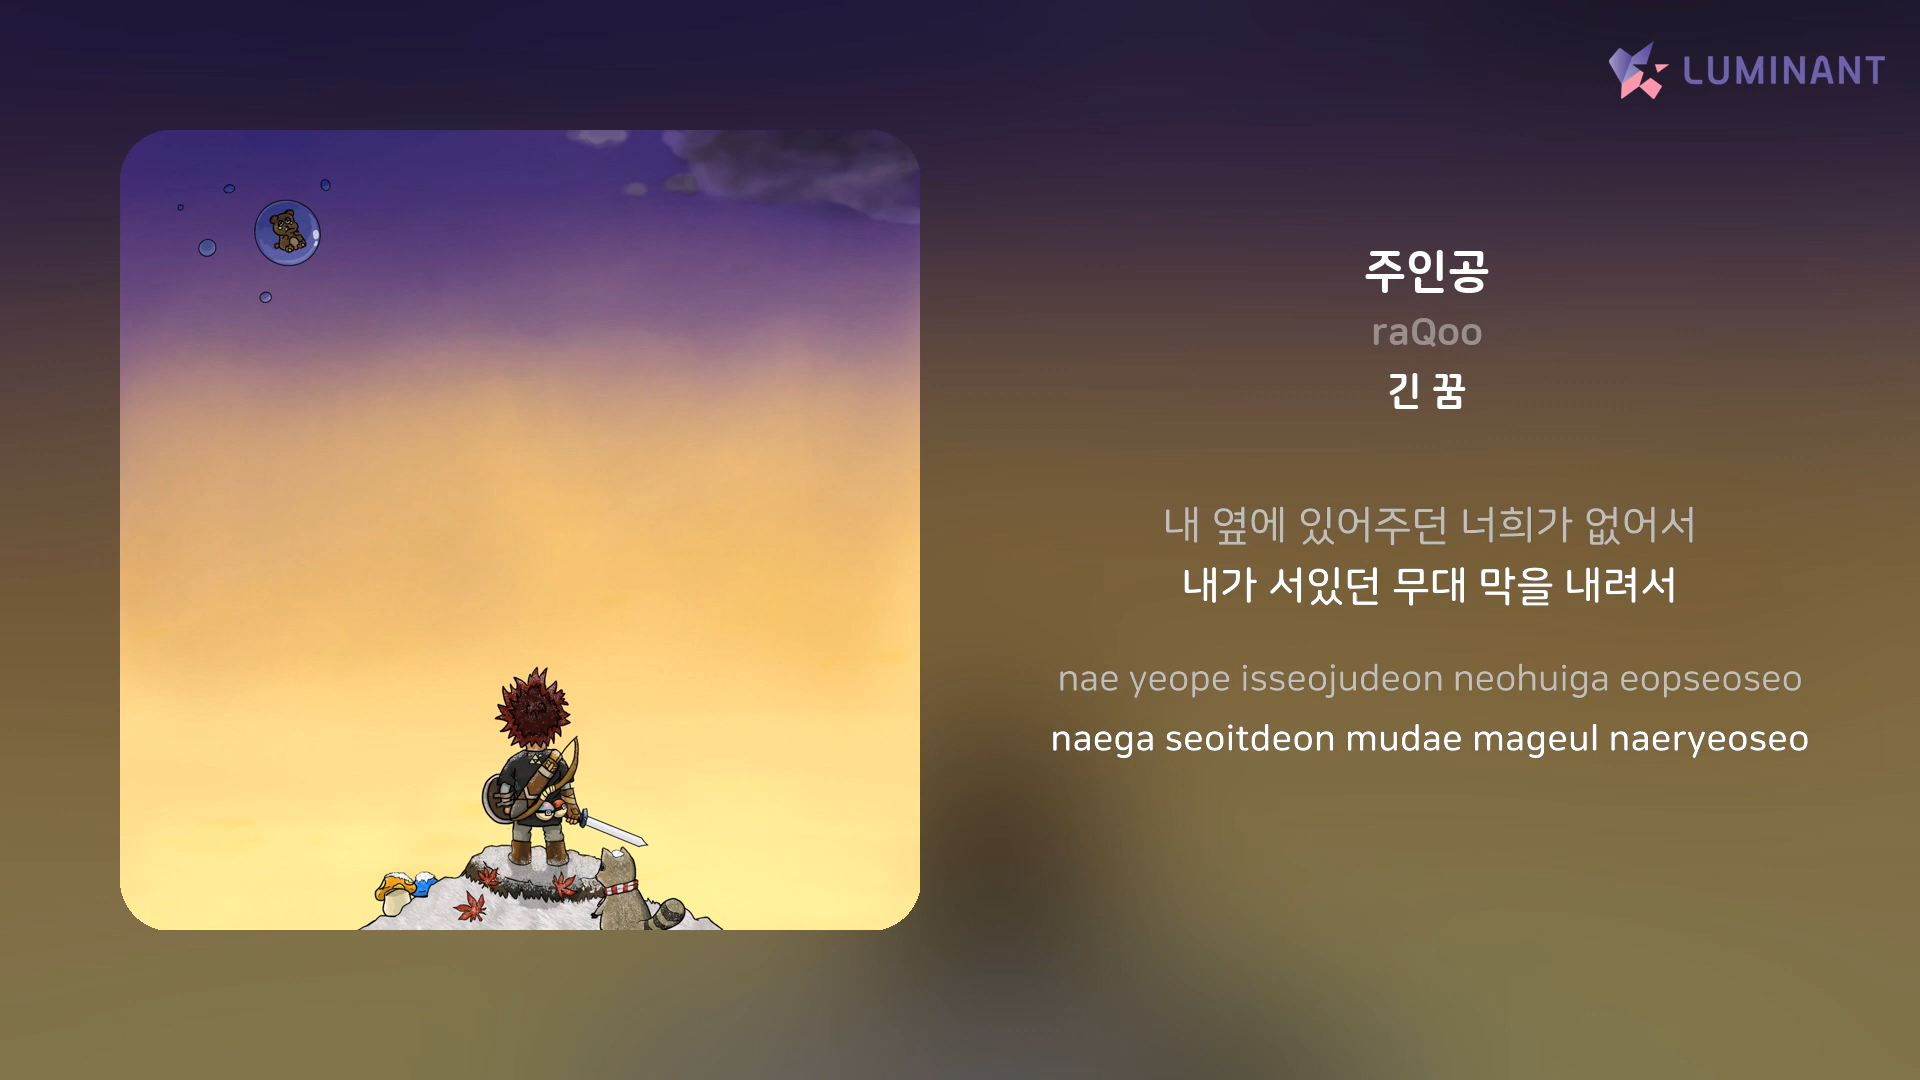 LUMINANT
주인공
raQoo
긴 꿈
내 옆에 있어주던 너희가 없어서
내가 서있던 무대 막을 내려서
nae yeope isseojudeon neohuiga eopseoseo
naega seoitdeon mudae mageul naeryeoseo